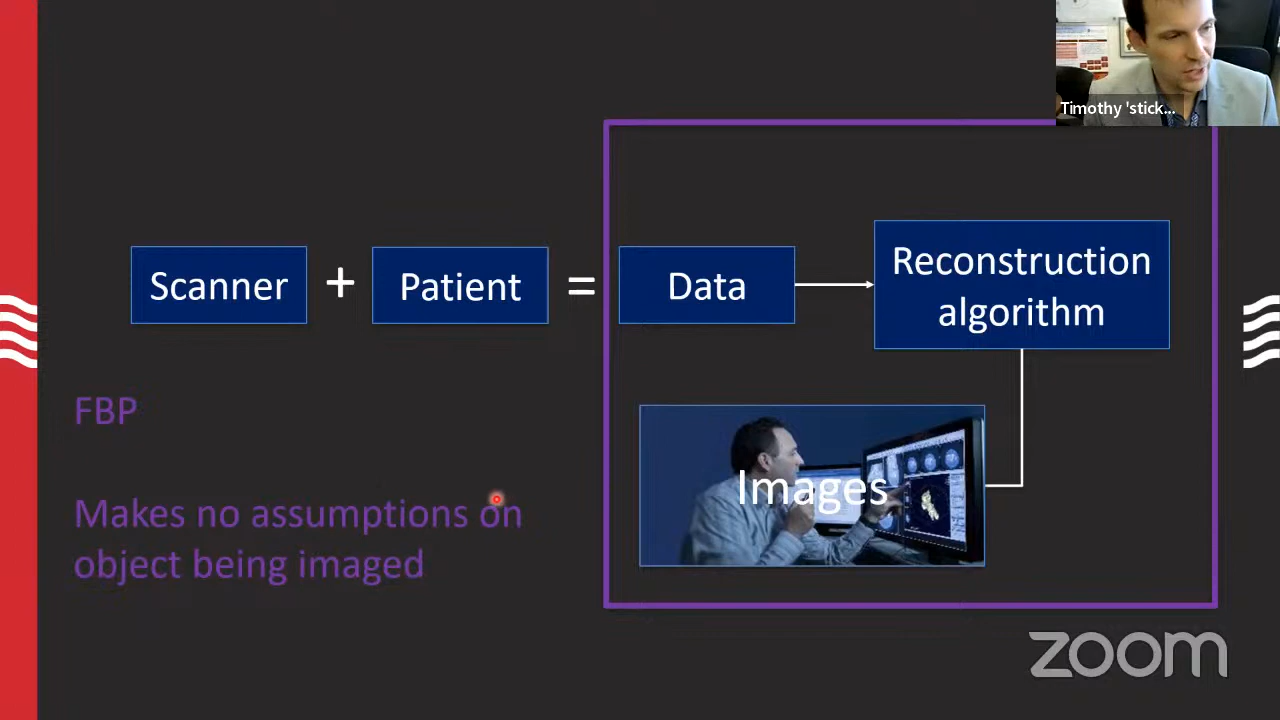 Timothy 'stick...
Scanner + Patient = Data
Reconstruction
algorithm
FBP
Images
Makes no assumptions on
object being imaged
zoom